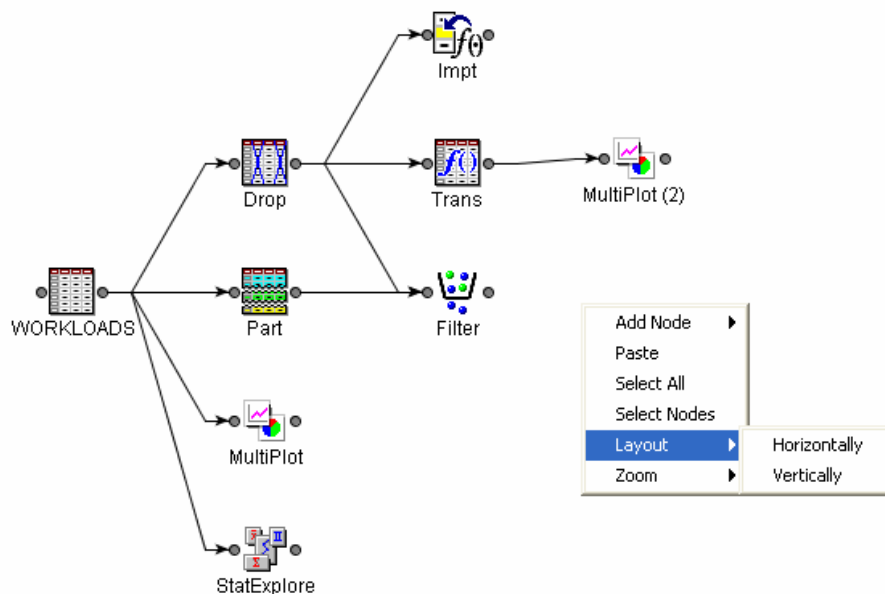 Impt
Drop
Trans
MultiPlot (2)
WORKLOADS
Part
Filter
MultiPlot
StatExplore
Add Node
Paste
Select All
Select Nodes
Layout
Zoom
Horizontally
Vertically